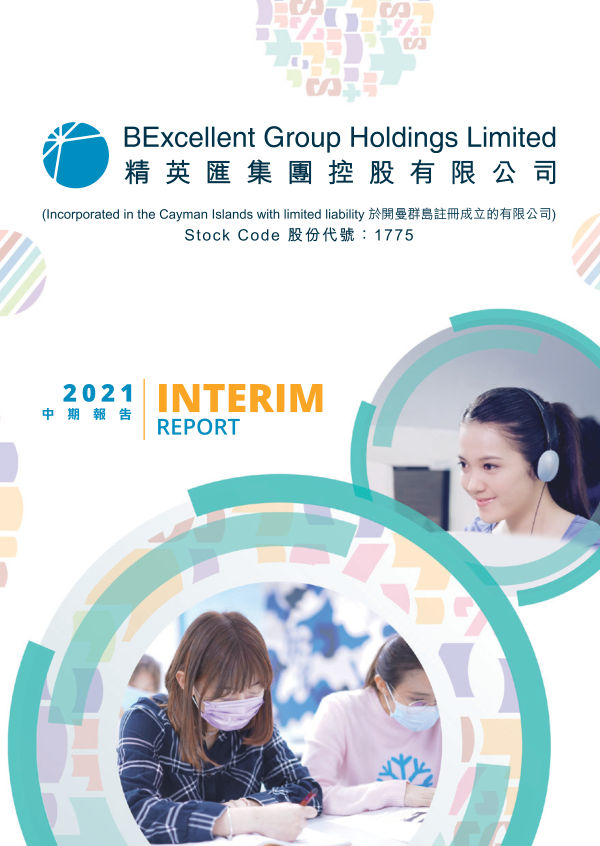 BExcellent Group Holdings Limited
精英匯集團控股有限公司
(Incorporated in the Cayman Islands with limited liability 於開曼群島註冊成立的有限公司)
Stock Code 股份代號：1775
2021
中期報告
INTERIM
REPORT